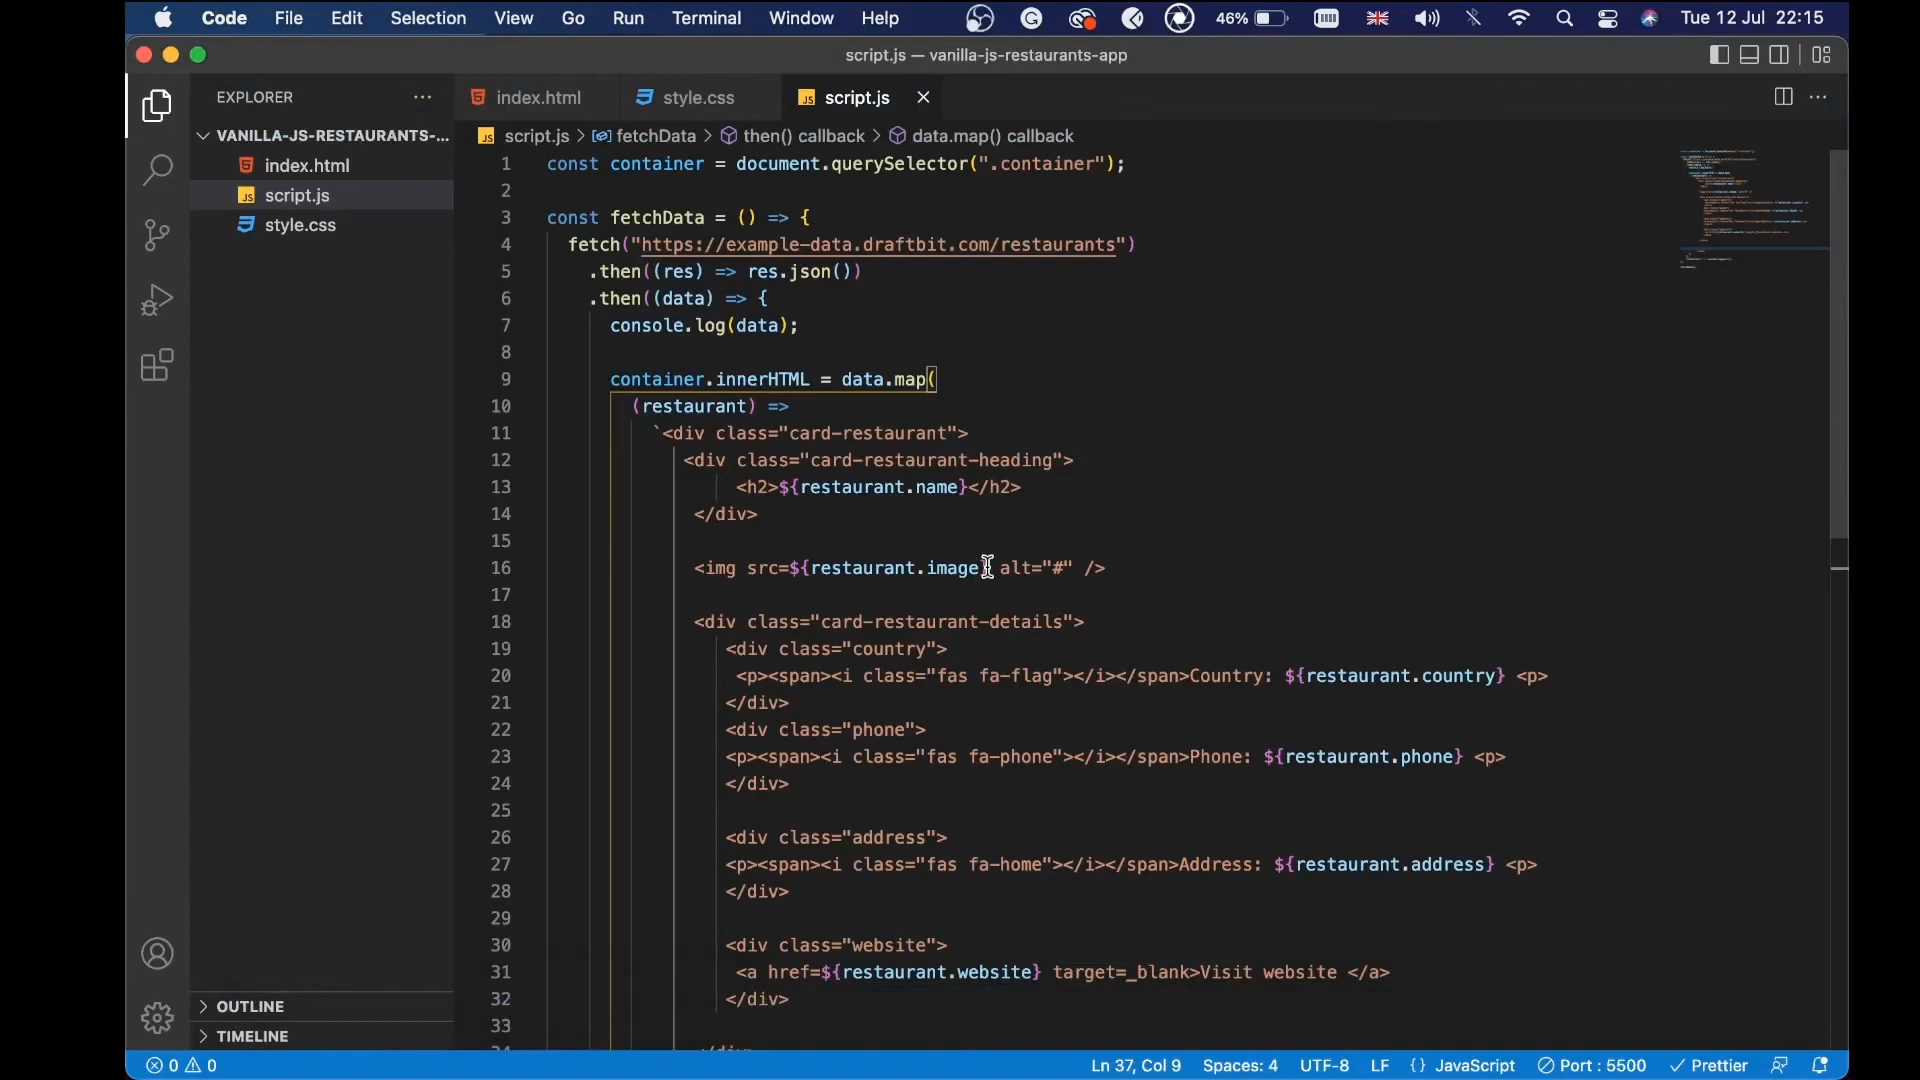 Code File Edit Selection View Go Run Terminal Window Help 46% Tue 12 Jul 22:15
script.js — vanilla-js-restaurants-app
EXPLORER
index.html
style.css
script.js
VANILLA-JS-RESTAURANTS-...
index.html
script.js
style.css
script.js > fetchData > then() callback > data.map() callback
1 const container = document.querySelector(".container");
2
3 const fetchData = () => {
4 fetch("https://example-data.draftbit.com/restaurants")
5 .then((res) => res.json())
6 .then((data) => {
7 console.log(data);
8
9 container.innerHTML = data.map(
10 (restaurant) =>
11 `<div class="card-restaurant">
12 <div class="card-restaurant-heading">
13 <h2>${restaurant.name}</h2>
14 </div>
15
16 <img src=${restaurant.image} alt="#" />
17
18 <div class="card-restaurant-details">
19 <div class="country">
20 <p><span><i class="fas fa-flag"></i></span>Country: ${restaurant.country} <p>
21 </div>
22 <div class="phone">
23 <p><span><i class="fas fa-phone"></i></span>Phone: ${restaurant.phone} <p>
24 </div>
25
26 <div class="address">
27 <p><span><i class="fas fa-home"></i></span>Address: ${restaurant.address} <p>
28 </div>
29
30 <div class="website">
31 <a href=${restaurant.website} target=_blank>Visit website </a>
32 </div>
33
OUTLINE
TIMELINE
0 0 Ln 37, Col 9 Spaces: 4 UTF-8 LF {} JavaScript Port : 5500 Prettier